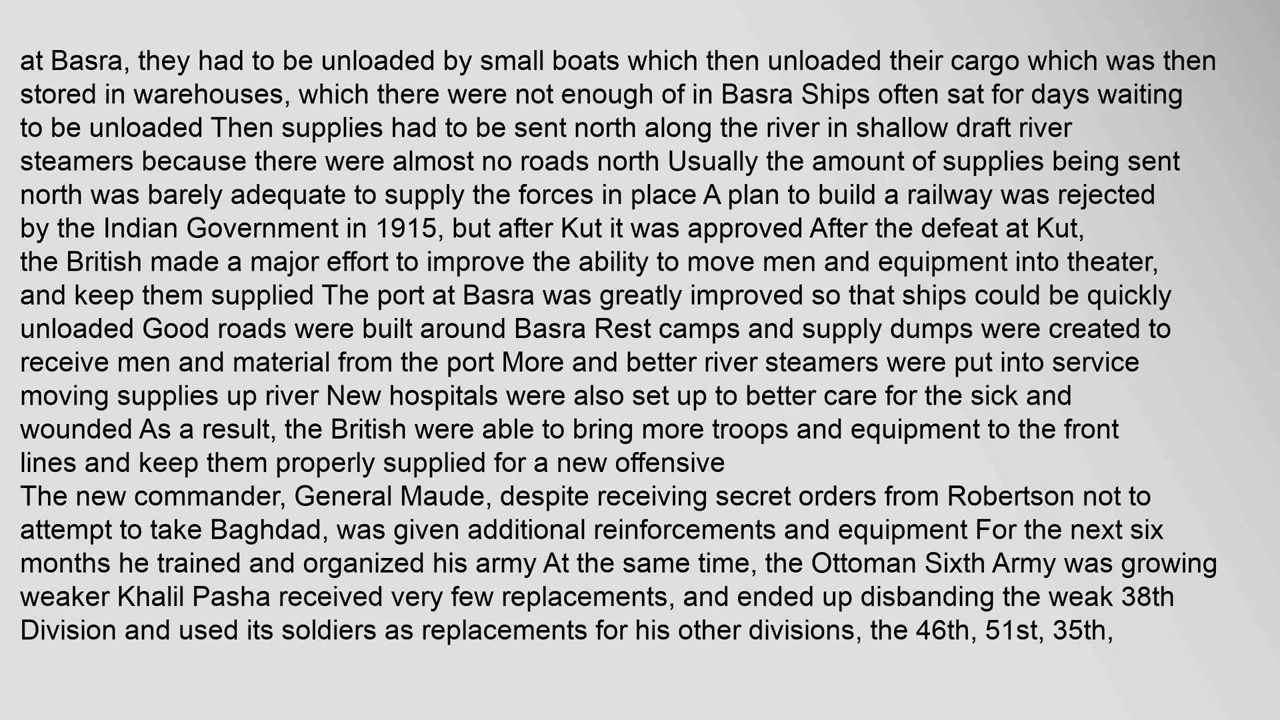 at Basra, they had to be unloaded by small boats which then unloaded their cargo which was then
stored in warehouses, which there were not enough of in Basra Ships often sat for days waiting
to be unloaded Then supplies had to be sent north along the river in shallow draft river
steamers because there were almost no roads north Usually the amount of supplies being sent
north was barely adequate to supply the forces in place A plan to build a railway was rejected
by the Indian Government in 1915, but after Kut it was approved After the defeat at Kut,
the British made a major effort to improve the ability to move men and equipment into theater,
and keep them supplied The port at Basra was greatly improved so that ships could be quickly
unloaded Good roads were built around Basra Rest camps and supply dumps were created to
receive men and material from the port More and better river steamers were put into service
moving supplies up river New hospitals were also set up to better care for the sick and
wounded As a result, the British were able to bring more troops and equipment to the front
lines and keep them properly supplied for a new offensive
The new commander, General Maude, despite receiving secret orders from Robertson not to
attempt to take Baghdad, was given additional reinforcements and equipment For the next six
months he trained and organized his army At the same time, the Ottoman Sixth Army was growing
weaker Khalil Pasha received very few replacements, and ended up disbanding the weak 38th
Division and used its soldiers as replacements for his other divisions, the 46th, 51st, 35th,